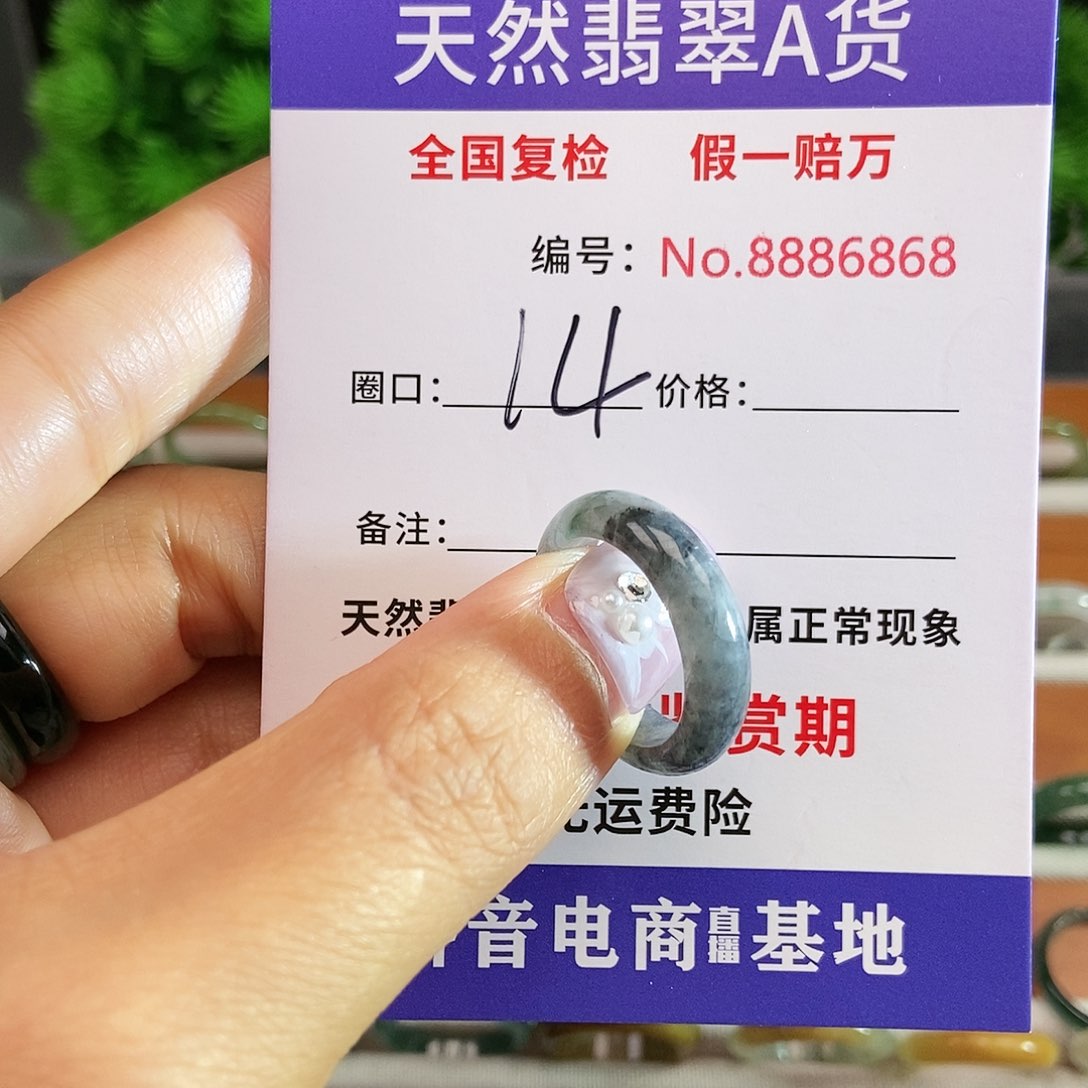 天然翡翠A货
全国复检 假一赔万
编号：No.8886868
圈口：14 价格：
备注：
天然 属正常现象
赏期
运费险
音电商直播基地